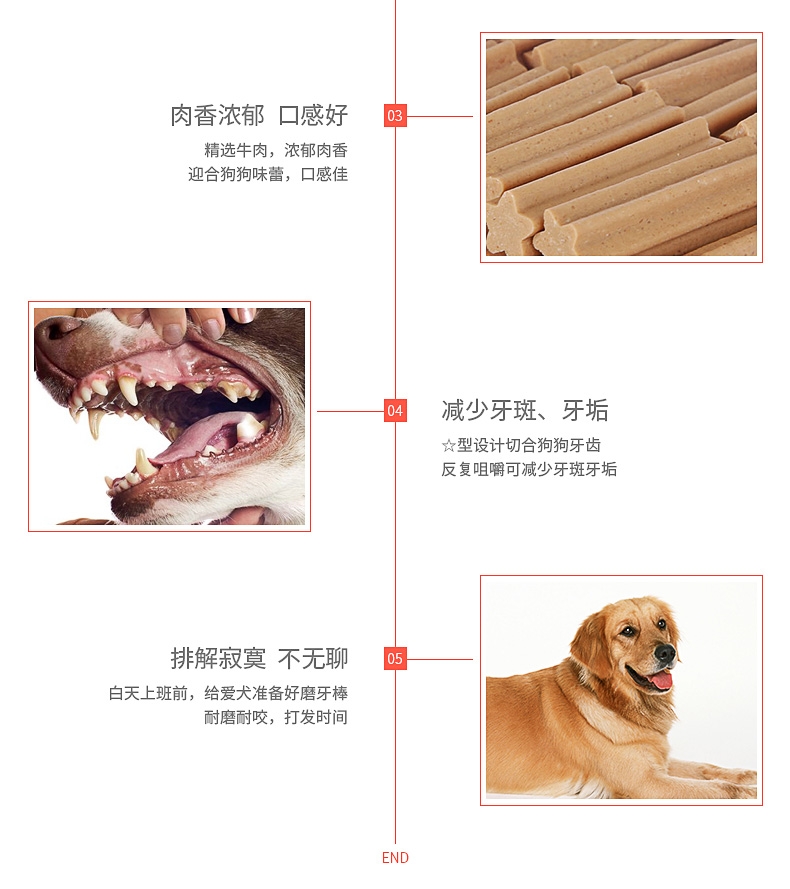 肉香浓郁 口感好
03
精选牛肉，浓郁肉香
迎合狗狗味蕾，口感佳
04
减少牙斑、牙垢
☆型设计切合狗狗牙齿
反复咀嚼可减少牙斑牙垢
排解寂寞 不无聊
05
白天上班前，给爱犬准备好磨牙棒
耐磨耐咬，打发时间
END